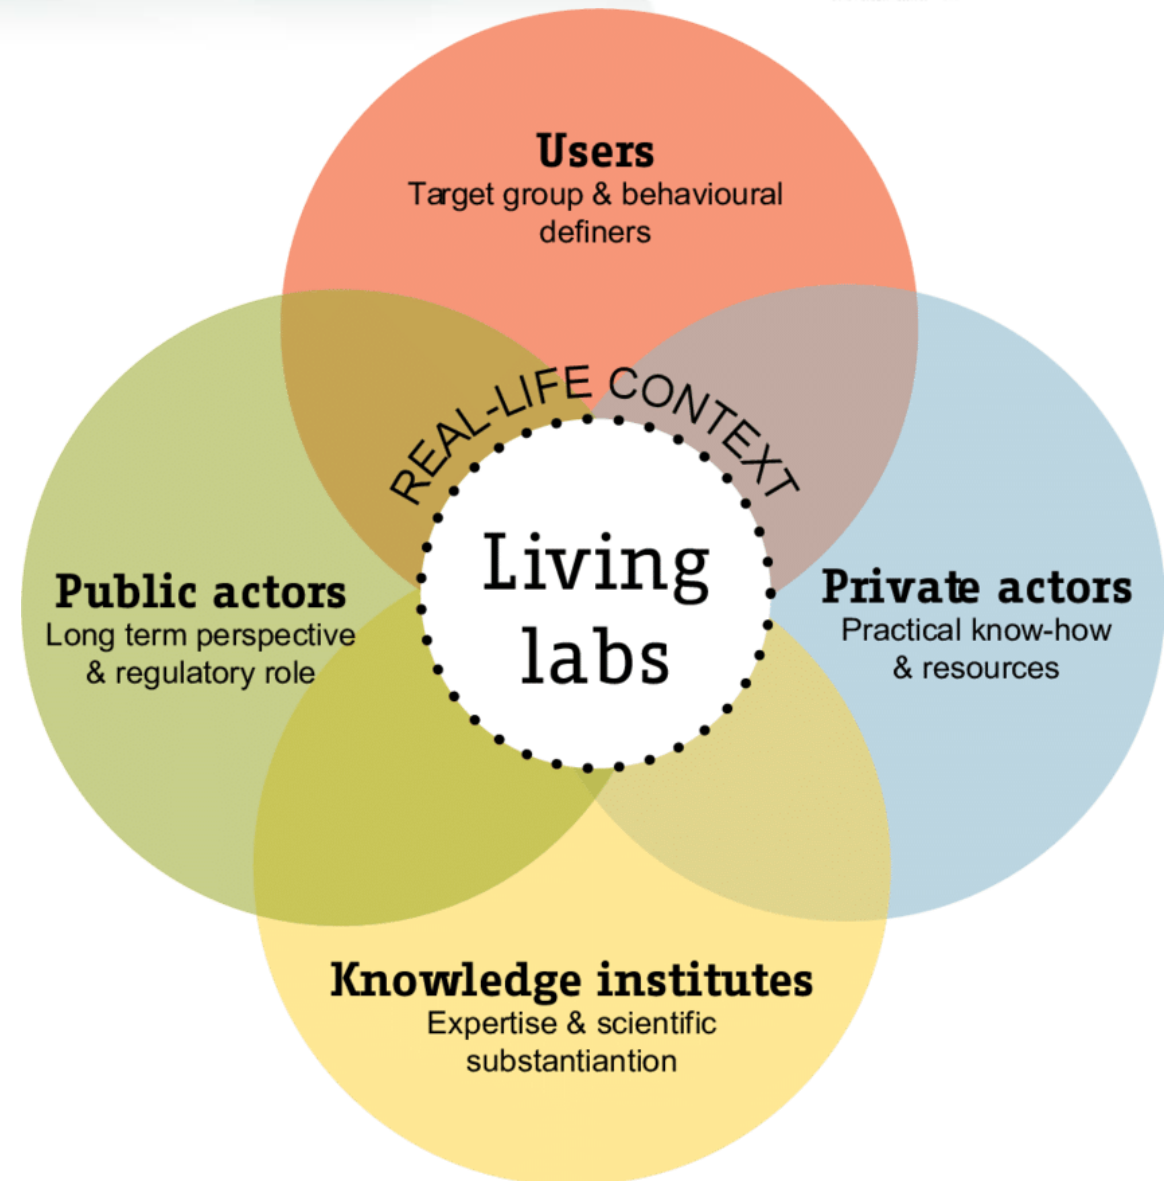 Users
Target group & behavioural
definers
REAL-LIFE CONTEXT
Living
labs
Public actors
Long term perspective
& regulatory role
Private actors
Practical know-how
& resources
Knowledge institutes
Expertise & scientific
substantiantion